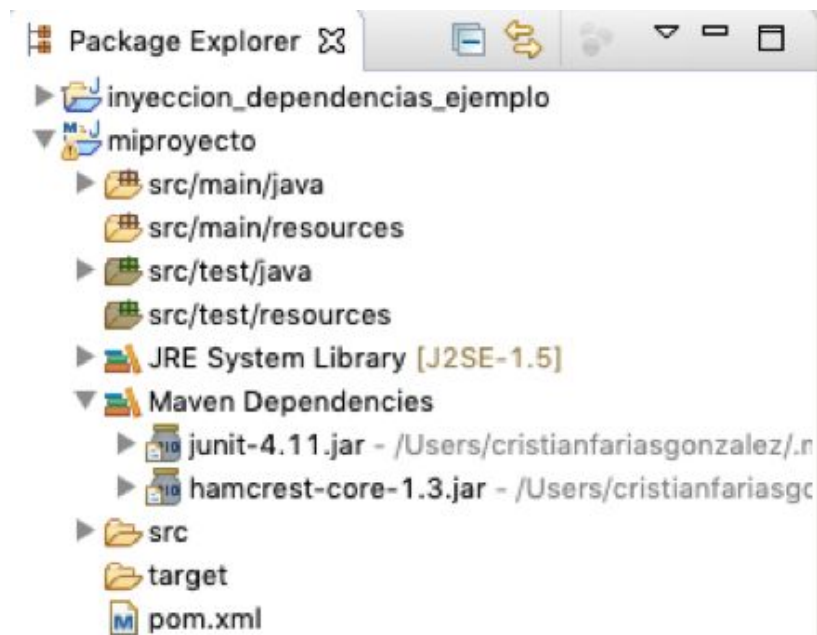 Package Explorer
inyeccion_dependencias_ejemplo
miproyecto
src/main/java
src/main/resources
src/test/java
src/test/resources
JRE System Library [J2SE-1.5]
Maven Dependencies
junit-4.11.jar - /Users/cristianfariasgonzalez/.
hamcrest-core-1.3.jar - /Users/cristianfariasgc
src
target
pom.xml